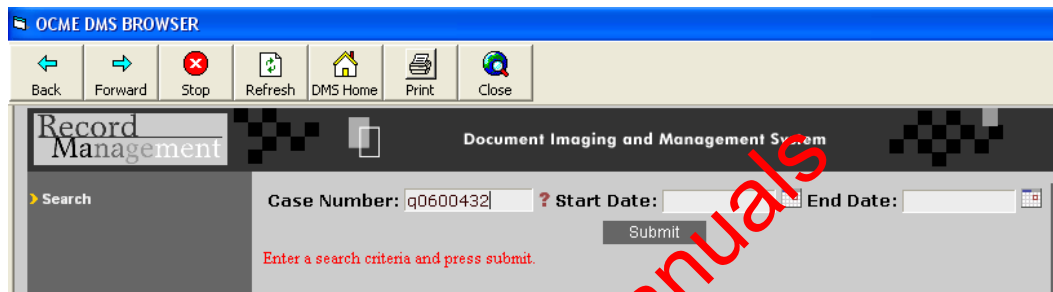 OCME DMS BROWSER
Back Forward Stop Refresh DMS Home Print Close
Record Management
Document Imaging and Management System
Search
Case Number: q0600432 ? Start Date: End Date:
Submit
Enter a search criteria and press submit.